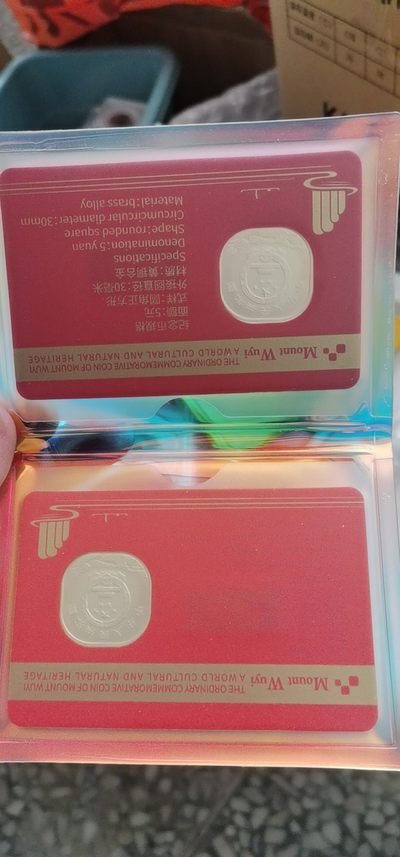 Mount Wuyi
THE ORDINARY COMMEMORATIVE COIN OF MOUNT WUYI
A WORLD CULTURAL AND NATURAL HERITAGE
Mount Wuyi
THE ORDINARY COMMEMORATIVE COIN OF MOUNT WUYI
A WORLD CULTURAL AND NATURAL HERITAGE
纪念币规格
面额:5元
式样:圆角正方形
外接圆直径:30毫米
材质:黄铜合金
Specifications
Denomination:5 yuan
Shape:rounded square
Circumcircular diameter:30mm
Material:brass alloy